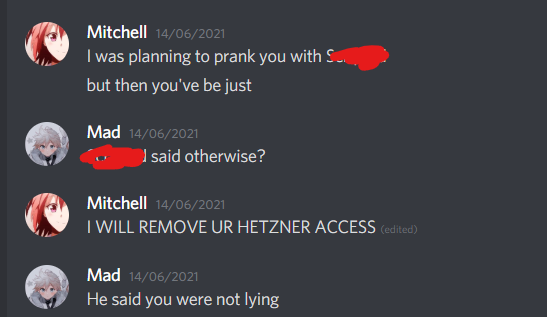 Mitchell 14/06/2021
I was planning to prank you with
but then you've be just
Mad 14/06/2021
said otherwise?
Mitchell 14/06/2021
I WILL REMOVE UR HETZNER ACCESS (edited)
Mad 14/06/2021
He said you were not lying